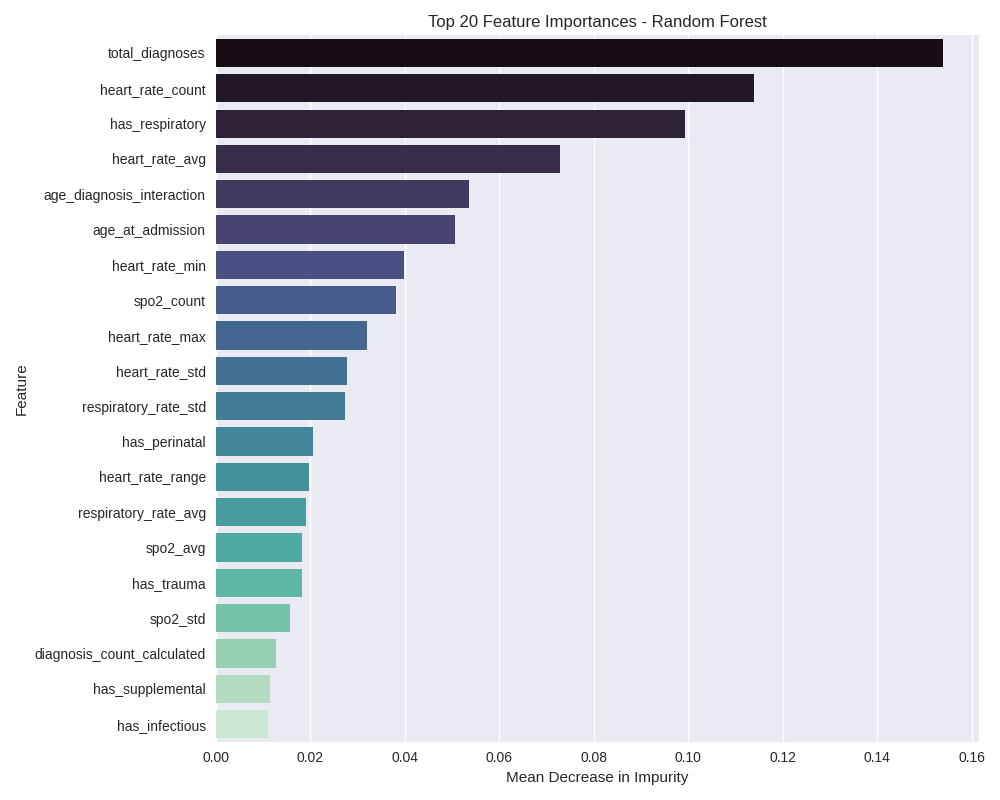 Top 20 Feature Importances - Random Forest
total_diagnoses
heart_rate_count
has_respiratory
heart_rate_avg
age_diagnosis_interaction
age_at_admission
heart_rate_min
spo2_count
heart_rate_max
heart_rate_std
respiratory_rate_std
has_perinatal
heart_rate_range
respiratory_rate_avg
spo2_avg
has_trauma
spo2_std
diagnosis_count_calculated
has_supplemental
has_infectious
Feature
0.00 0.02 0.04 0.06 0.08 0.10 0.12 0.14 0.16
Mean Decrease in Impurity